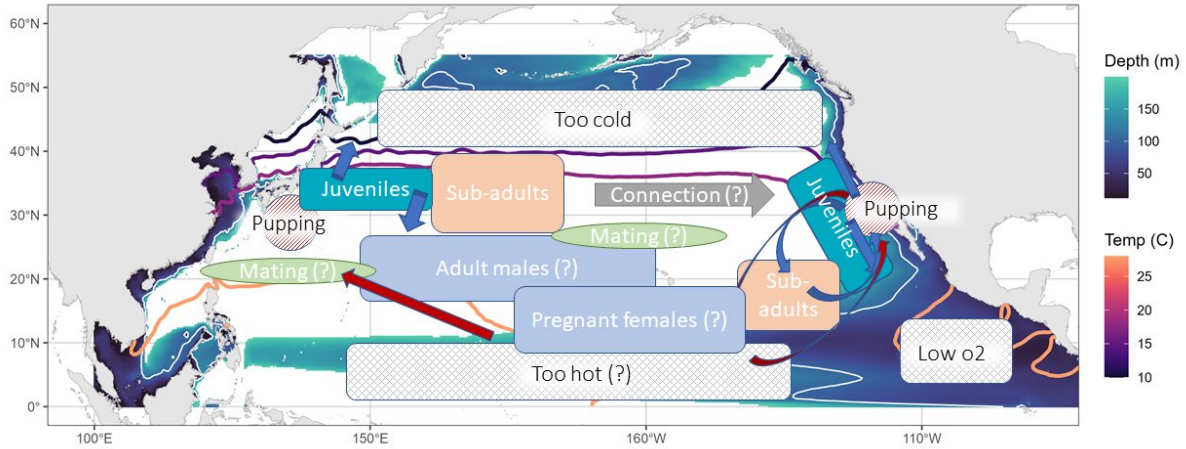 60°N
50°N
40°N
30°N
20°N
10°N
0°
100°E
150°E
160°W
110°W
Too cold
Juveniles
Sub-adults
Connection (?)
Juveniles
Pupping
Pupping
Mating (?)
Mating (?)
Adult males (?)
Sub-
adults
Pregnant females (?)
Too hot (?)
Low o2
Depth (m)
150
100
50
Temp (C)
25
20
15
10